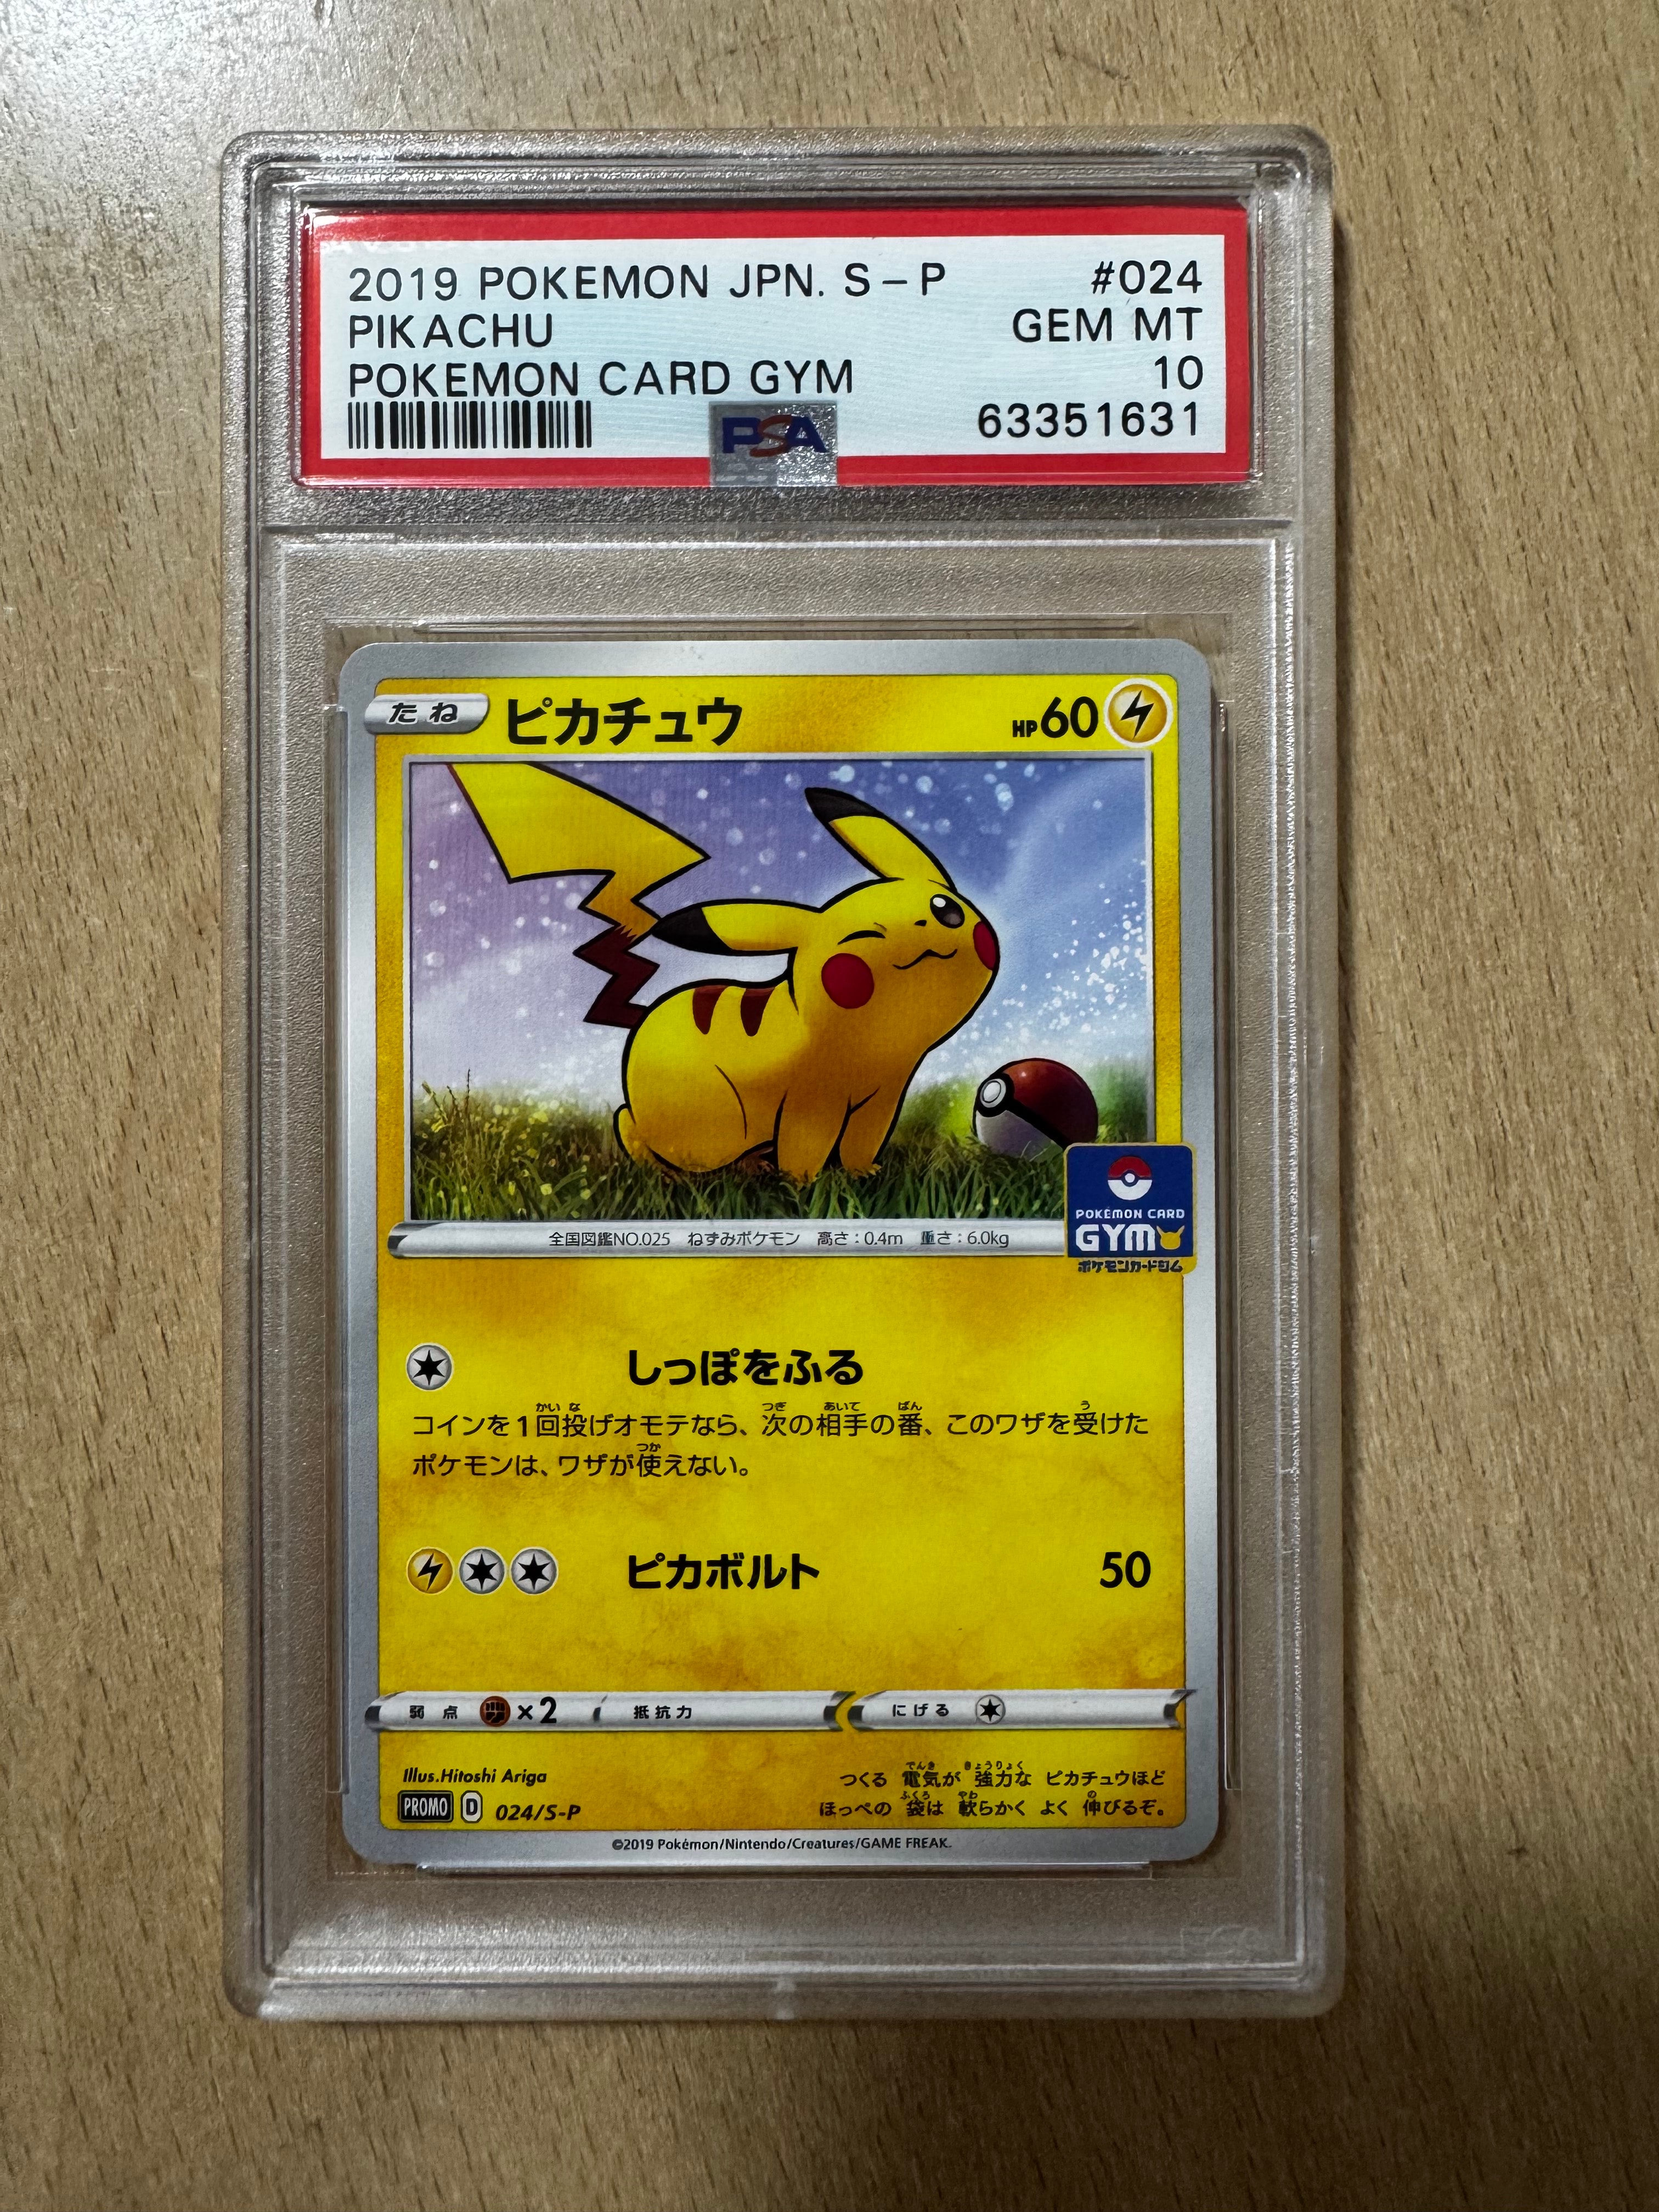 2019 POKEMON JPN. S-P #024
PIKACHU GEM MT
POKEMON CARD GYM 10
63351631
PSA
たね ピカチュウ HP60
POKÉMON CARD
GYM
ポケモンカードジム
全国図鑑NO.025 ねずみポケモン 高さ:0.4m 重さ:6.0kg
しっぽをふる
コインを1回投げオモテなら、次の相手の番、このワザを受けた
ポケモンは、ワザが使えない。
ピカボルト 50
弱点 ×2 抵抗力 にげる
Illus.Hitoshi Ariga
PROMO D 024/S-P
つくる 電気が 強力な ピカチュウほど
ほっぺの 袋は 軟らかく よく 伸びるぞ。
©2019 Pokémon/Nintendo/Creatures/GAME FREAK.